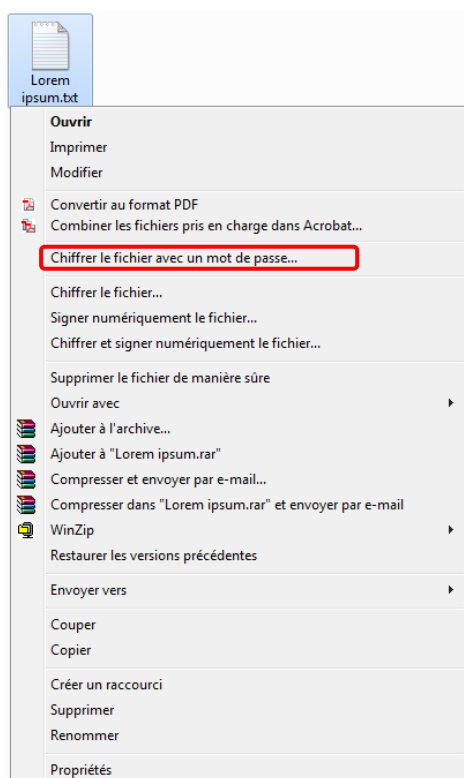 Lorem
ipsum.txt
Ouvrir
Imprimer
Modifier
Convertir au format PDF
Combiner les fichiers pris en charge dans Acrobat...
Chiffrer le fichier avec un mot de passe...
Chiffrer le fichier...
Signer numériquement le fichier...
Chiffrer et signer numériquement le fichier...
Supprimer le fichier de manière sûre
Ouvrir avec
Ajouter à l'archive...
Ajouter à "Lorem ipsum.rar"
Compresser et envoyer par e-mail...
Compresser dans "Lorem ipsum.rar" et envoyer par e-mail
WinZip
Restaurer les versions précédentes
Envoyer vers
Couper
Copier
Créer un raccourci
Supprimer
Renommer
Propriétés